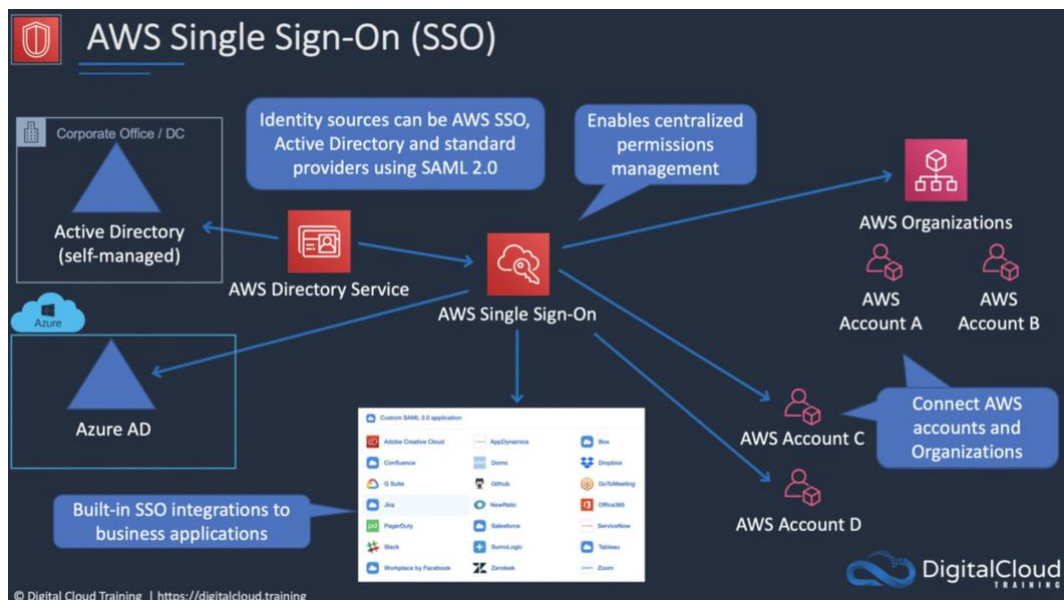 AWS Single Sign-On (SSO)
Corporate Office / DC
Active Directory
(self-managed)
Identity sources can be AWS SSO,
Active Directory and standard
providers using SAML 2.0
Enables centralized
permissions
management
AWS Organizations
AWS Directory Service
AWS Single Sign-On
AWS
Account A
AWS
Account B
Azure
Azure AD
Connect AWS
accounts and
Organizations
AWS Account C
AWS Account D
Built-in SSO integrations to
business applications
Custom SAML 2.0 application
Adobe Creative Cloud
AppDynamics
Box
Confluence
Domo
Dropbox
G Suite
Github
GoToMeeting
Jira
NewRelic
Office365
PagerDuty
Salesforce
ServiceNow
Slack
SumoLogic
Tableau
Workplace by Facebook
Zendesk
Zoom
DigitalCloud
TRAINING
© Digital Cloud Training | https://digitalcloud.training